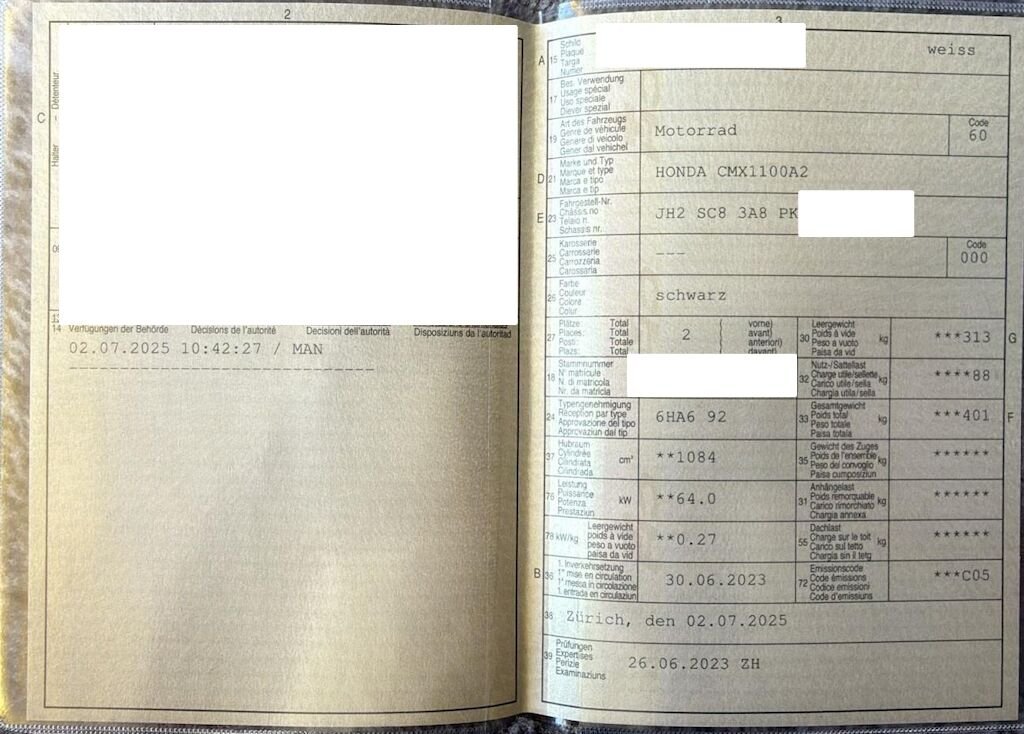 2
C
Détenteur
Halter
14 Verfügungen der Behörde Décisions de l'autorité Decisioni dell'autorità Disposiziuns da l'autoritad
02.07.2025 10:42:27 / MAN
-------------------------------
3
A 15 Schild
Plaque
Targa
Numer
weiss
17 Bes. Verwendung
Usage spécial
Uso speciale
Diever spezial
19 Art des Fahrzeugs
Genre de véhicule
Genere di veicolo
Gener dal vehichel
Motorrad
Code
60
D 21 Marke und Typ
Marque et type
Marca e tipo
Marca e tip
HONDA CMX1100A2
E 23 Fahrgestell-Nr.
Châssis no
Telaio n.
Schassis nr.
JH2 SC8 3A8 PK
25 Karosserie
Carrosserie
Carrozzeria
Carossaria
---
Code
000
26 Farbe
Couleur
Colore
Colur
schwarz
27 Plätze Total
Places: Total
Posti: Totale
Plazs: Total
2
( vorne)
( avant)
( anteriori)
( davant)
30 Leergewicht
Poids à vide
Peso a vuoto
Paisa da vid
kg
***313 G
18 Stammnummer
N° matricule
N. di matricola
Nr. da matricla
32 Nutz-/Sattellast
Charge utile/sellette
Carico utile/sella
Chargia utila/sella
kg
****88
24 Typengenehmigung
Réception par type
Approvazione del tipo
Approvaziun dal tip
6HA6 92
33 Gesamtgewicht
Poids total
Peso totale
Paisa totala
kg
***401 F
37 Hubraum
Cylindrée
Cilindrata
Cilindrada
cm³
**1084
35 Gewicht des Zuges
Poids de l'ensemble
Peso del convoglio
Paisa cumposiziun
kg
******
76 Leistung
Puissance
Potenza
Prestaziun
kW
**64.0
31 Anhängelast
Poids remorquable
Carico rimorchiato
Chargia annexa
kg
******
78 kW/kg
Leergewicht
poids à vide
peso a vuoto
paisa da vid
**0.27
55 Dachlast
Charge sur le toit
Carico sul tetto
Chargia sin il tetg
kg
******
B 36 1. Inverkehrsetzung
1re mise en circulation
1a messa in circolazione
1. entrada en circulaziun
30.06.2023
72 Emissionscode
Code émissions
Codice emissioni
Code d'emissiuns
***C05
38 Zürich, den 02.07.2025
39 Prüfungen
Expertises
Perizie
Examinaziuns
26.06.2023 ZH